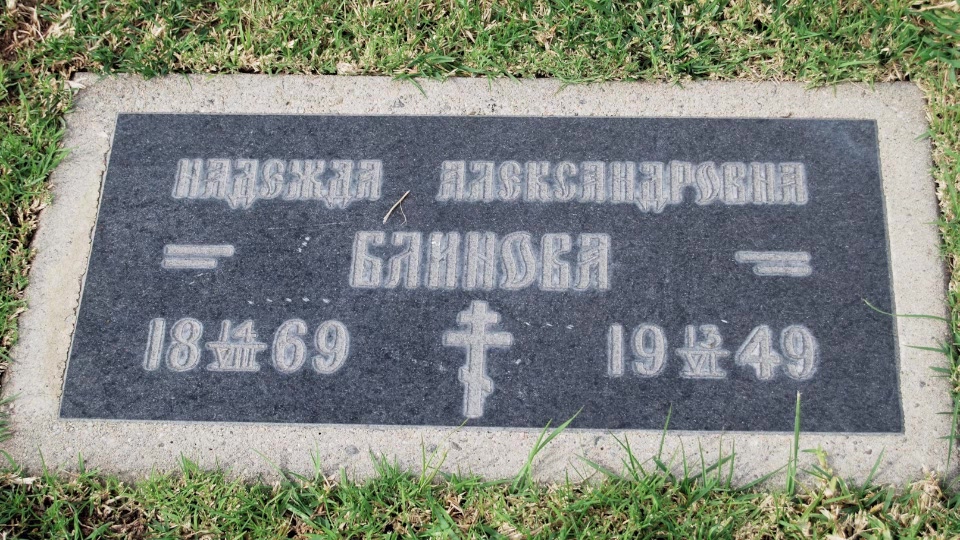 НАДЕЖДА АЛЕКСАНДРОВНА
БЛИНОВА
18 14/VIII 69 19 13/VI 49